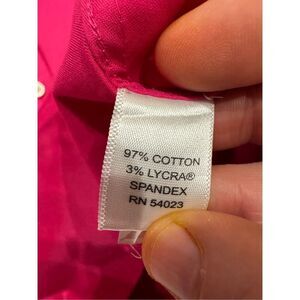 97% COTTON
3% LYCRA®
SPANDEX
RN 54023